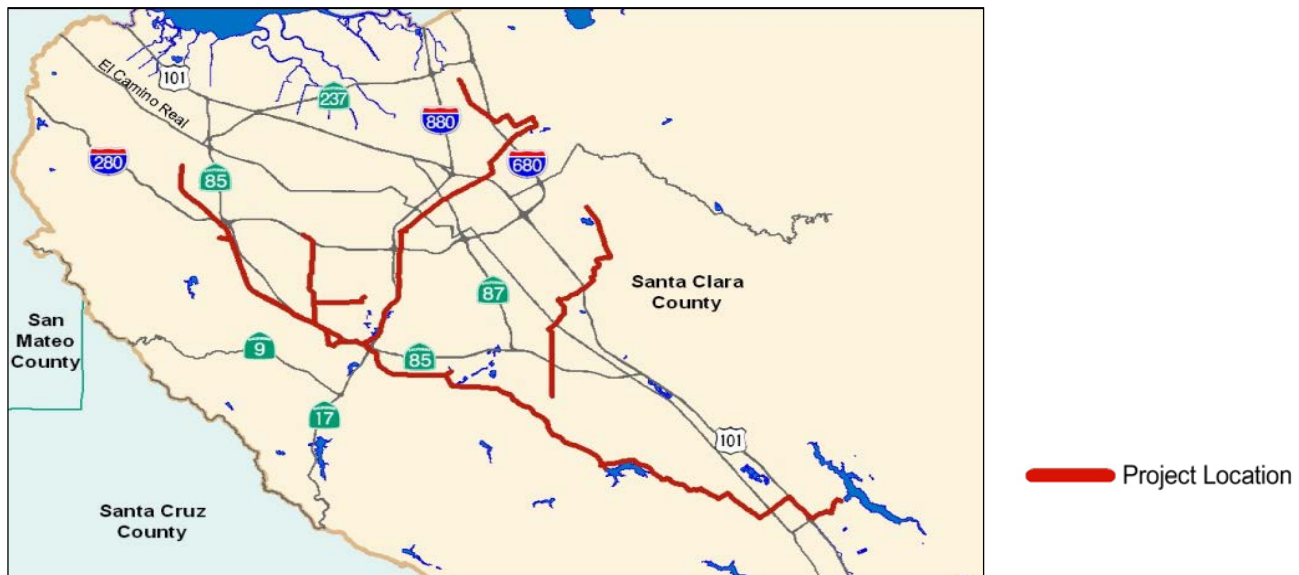 101
El Camino Real
237
880
280
85
680
Santa Clara
County
87
San
Mateo
County
9
85
17
101
Project Location
Santa Cruz
County